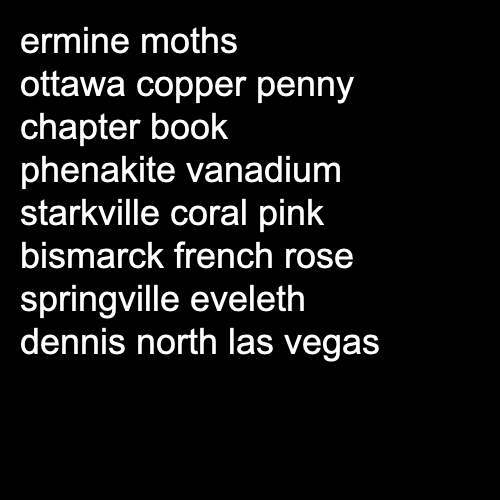 ermine moths
ottawa copper penny
chapter book
phenakite vanadium
starkville coral pink
bismarck french rose
springville eveleth
dennis north las vegas